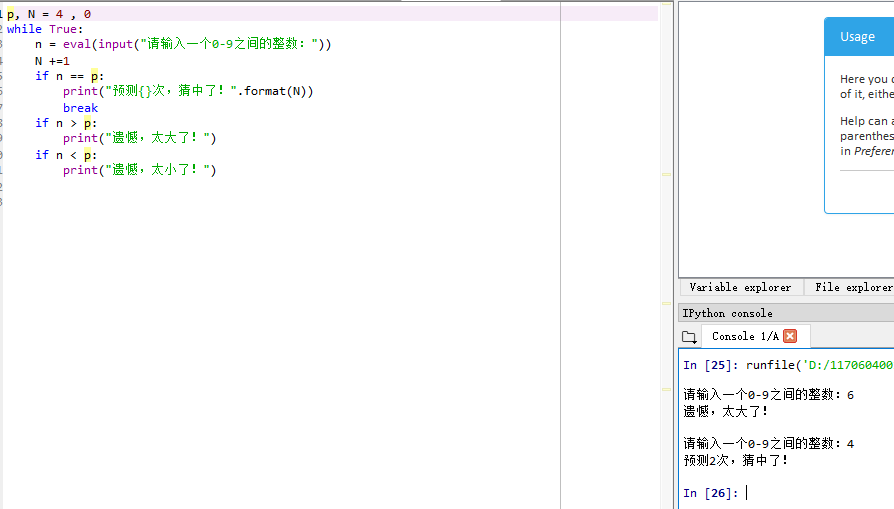 p, N = 4 , 0
while True:
    n = eval(input("请输入一个0-9之间的整数："))
    N +=1
    if n == p:
        print("预测{}次，猜中了！".format(N))
        break
    if n > p:
        print("遗憾，太大了！")
    if n < p:
        print("遗憾，太小了！")
Usage
Here you c
of it, eithe
Help can a
parenthes
in Preferen
Variable explorer
File explorer
IPython console
Console 1/A
In [25]: runfile('D:/117060400
请输入一个0-9之间的整数：6
遗憾，太大了！
请输入一个0-9之间的整数：4
预测2次，猜中了！
In [26]: